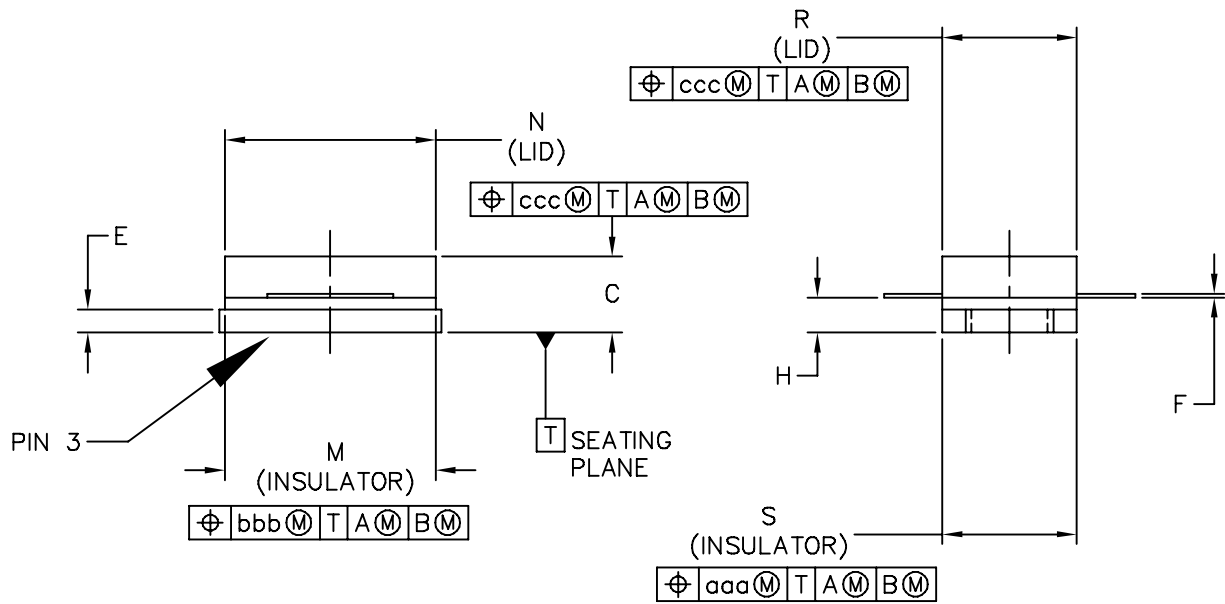 R
(LID)
⌖ ccc Ⓜ T A Ⓜ B Ⓜ
N
(LID)
⌖ ccc Ⓜ T A Ⓜ B Ⓜ
E
C
H
F
PIN 3
T SEATING
PLANE
M
(INSULATOR)
⌖ bbb Ⓜ T A Ⓜ B Ⓜ
S
(INSULATOR)
⌖ aaa Ⓜ T A Ⓜ B Ⓜ